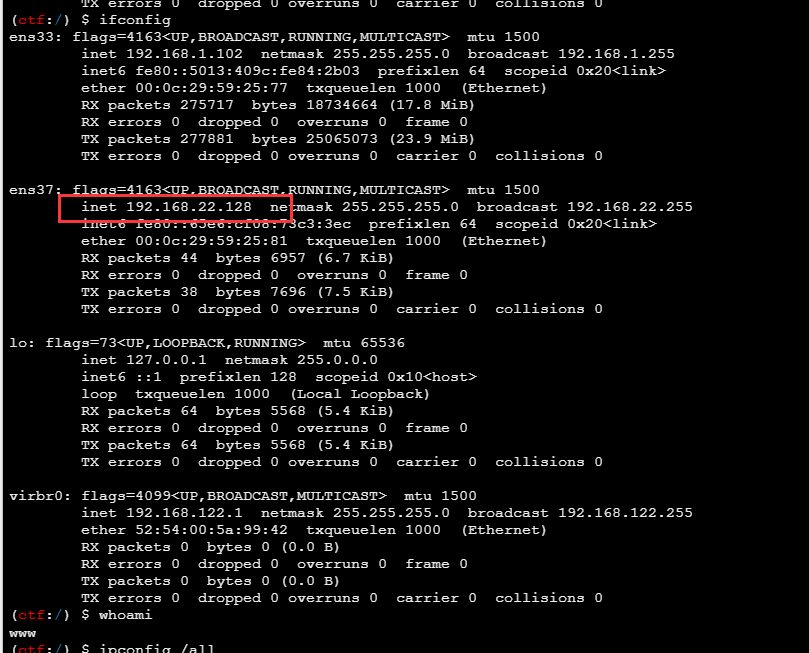 TX errors 0  dropped 0 overruns 0  carrier 0  collisions 0
(ctf:/) $ ifconfig
ens33: flags=4163<UP,BROADCAST,RUNNING,MULTICAST>  mtu 1500
        inet 192.168.1.102  netmask 255.255.255.0  broadcast 192.168.1.255
        inet6 fe80::5013:409c:fe84:2b03  prefixlen 64  scopeid 0x20<link>
        ether 00:0c:29:59:25:77  txqueuelen 1000  (Ethernet)
        RX packets 275717  bytes 18734664 (17.8 MiB)
        RX errors 0  dropped 0  overruns 0  frame 0
        TX packets 277881  bytes 25065073 (23.9 MiB)
        TX errors 0  dropped 0 overruns 0  carrier 0  collisions 0
ens37: flags=4163<UP,BROADCAST,RUNNING,MULTICAST>  mtu 1500
        inet 192.168.22.128  netmask 255.255.255.0  broadcast 192.168.22.255
        inet6 fe80::65e6:cf08:73c3:3ec  prefixlen 64  scopeid 0x20<link>
        ether 00:0c:29:59:25:81  txqueuelen 1000  (Ethernet)
        RX packets 44  bytes 6957 (6.7 KiB)
        RX errors 0  dropped 0  overruns 0  frame 0
        TX packets 38  bytes 7696 (7.5 KiB)
        TX errors 0  dropped 0 overruns 0  carrier 0  collisions 0
lo: flags=73<UP,LOOPBACK,RUNNING>  mtu 65536
        inet 127.0.0.1  netmask 255.0.0.0
        inet6 ::1  prefixlen 128  scopeid 0x10<host>
        loop  txqueuelen 1000  (Local Loopback)
        RX packets 64  bytes 5568 (5.4 KiB)
        RX errors 0  dropped 0  overruns 0  frame 0
        TX packets 64  bytes 5568 (5.4 KiB)
        TX errors 0  dropped 0 overruns 0  carrier 0  collisions 0
virbr0: flags=4099<UP,BROADCAST,MULTICAST>  mtu 1500
        inet 192.168.122.1  netmask 255.255.255.0  broadcast 192.168.122.255
        ether 52:54:00:5a:99:42  txqueuelen 1000  (Ethernet)
        RX packets 0  bytes 0 (0.0 B)
        RX errors 0  dropped 0  overruns 0  frame 0
        TX packets 0  bytes 0 (0.0 B)
        TX errors 0  dropped 0 overruns 0  carrier 0  collisions 0
(ctf:/) $ whoami
www
(ctf:/) $ ipconfig /all